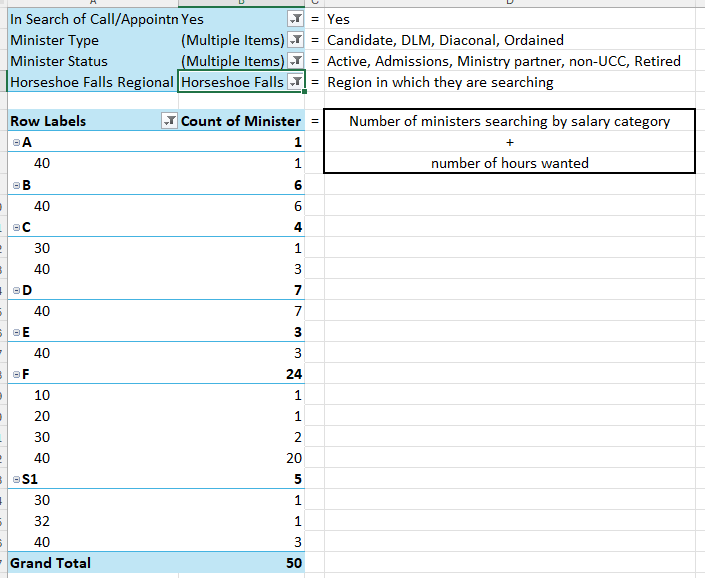 A B C D
In Search of Call/Appointn Yes = Yes
Minister Type (Multiple Items) = Candidate, DLM, Diaconal, Ordained
Minister Status (Multiple Items) = Active, Admissions, Ministry partner, non-UCC, Retired
Horseshoe Falls Regional Horseshoe Falls = Region in which they are searching
Row Labels Count of Minister = Number of ministers searching by salary category
A 1 +
40 1 number of hours wanted
B 6
40 6
C 4
30 1
40 3
D 7
40 7
E 3
40 3
F 24
10 1
20 1
30 2
40 20
S1 5
30 1
32 1
40 3
Grand Total 50